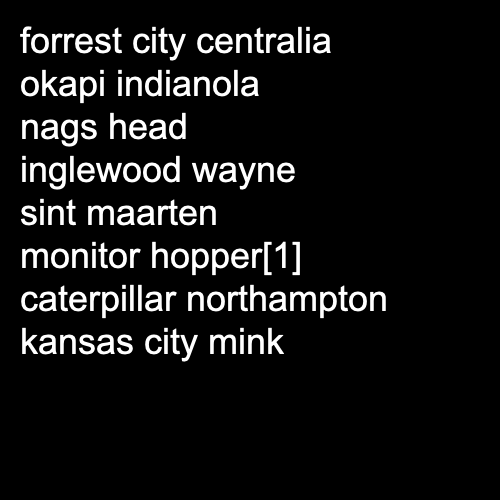 forrest city centralia
okapi indianola
nags head
inglewood wayne
sint maarten
monitor hopper[1]
caterpillar northampton
kansas city mink